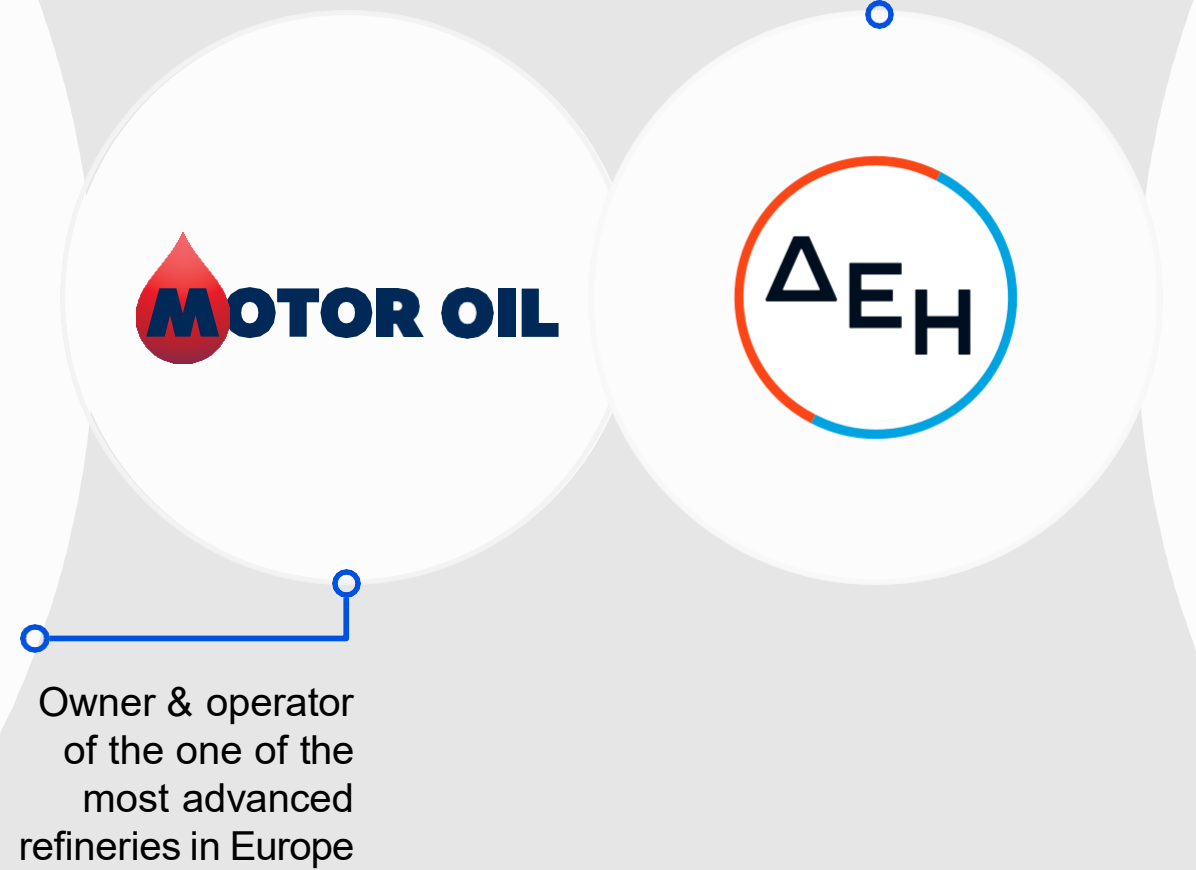 MOTOR OIL
ΔΕΗ
Owner & operator
of the one of the
most advanced
refineries in Europe